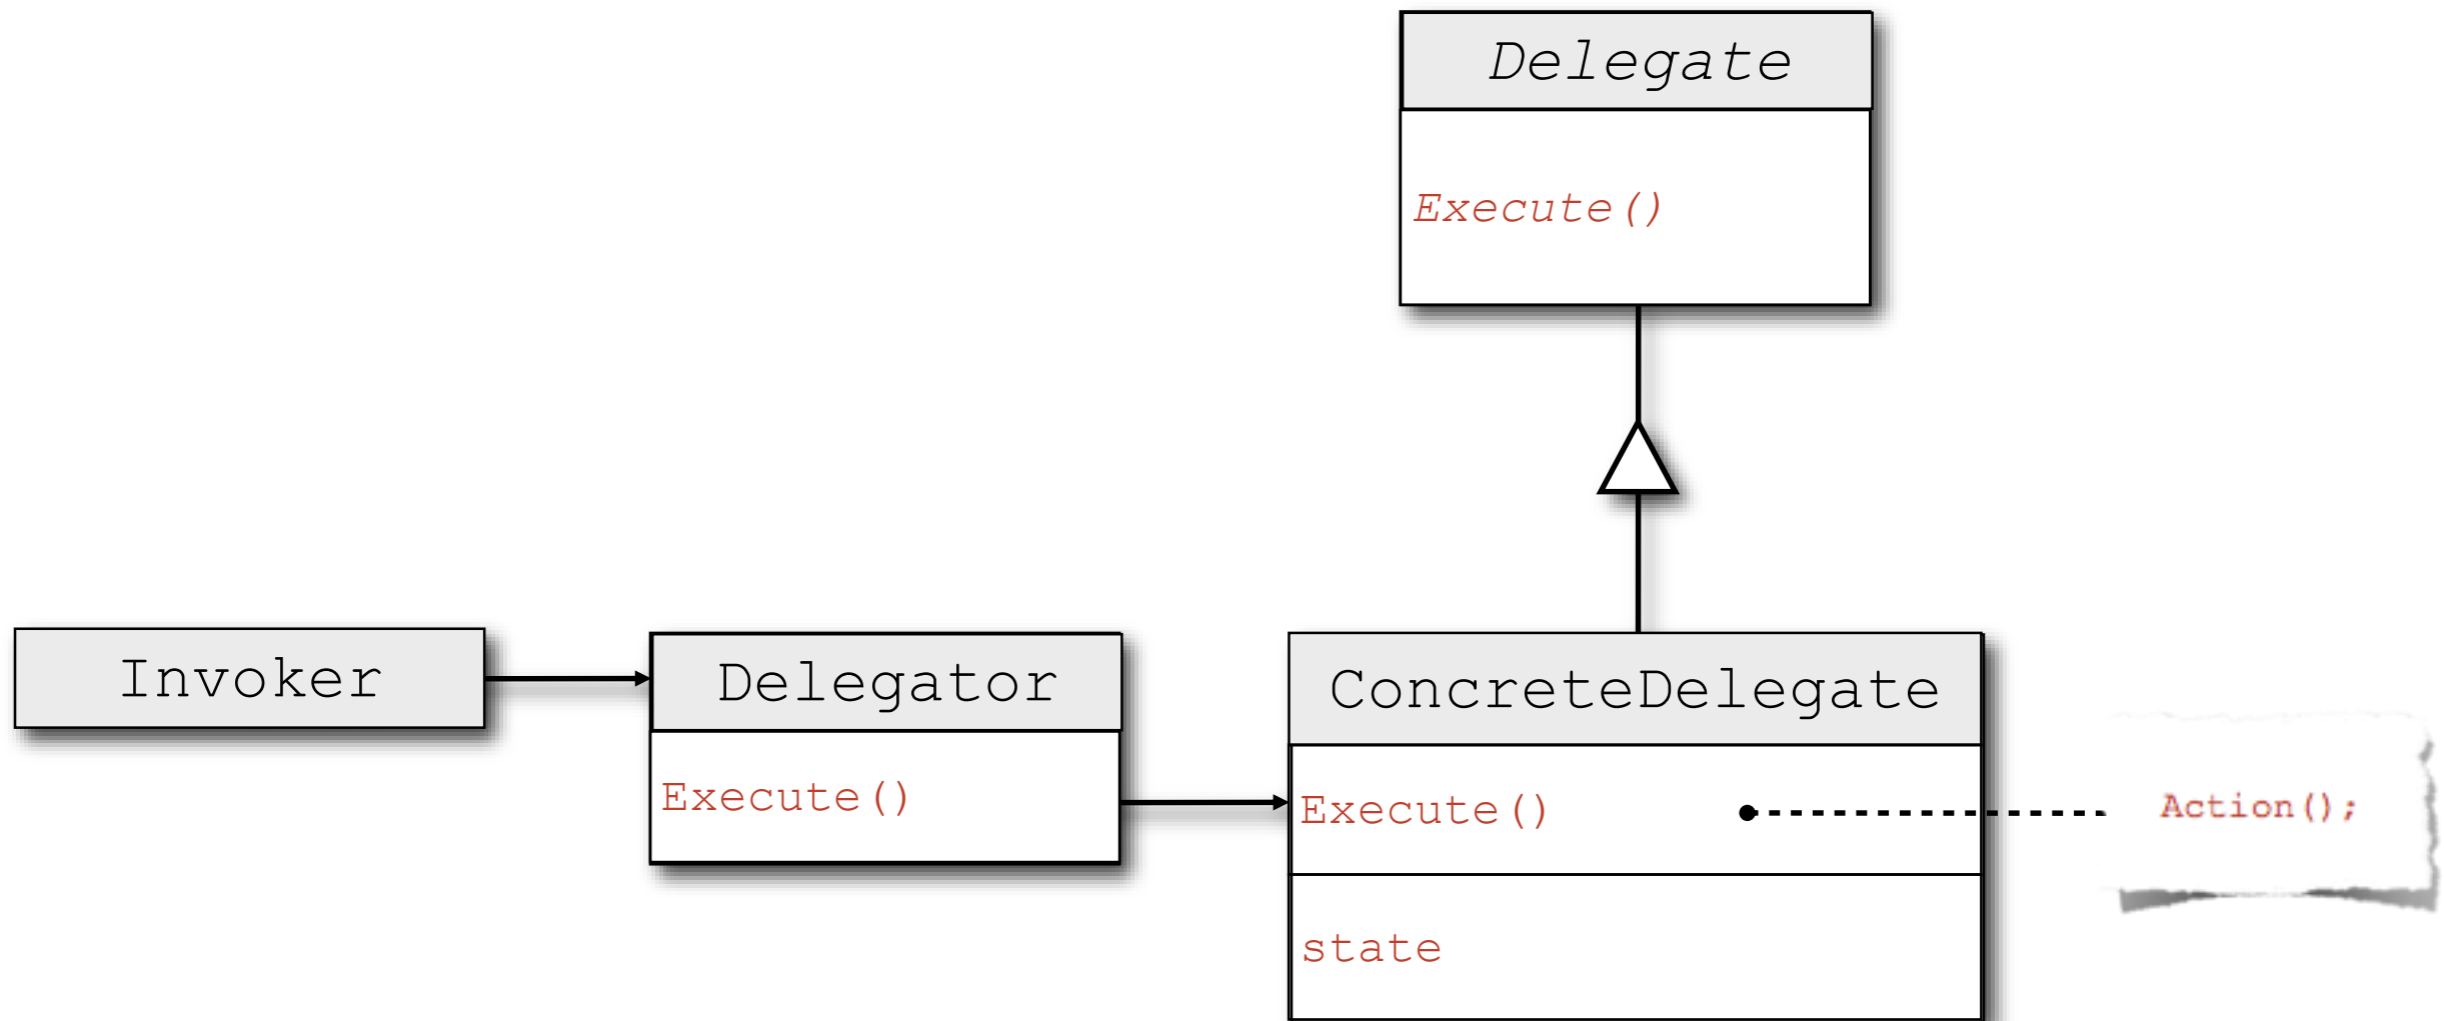 Delegate
Execute()
Invoker
Delegator
Execute()
ConcreteDelegate
Execute()
state
Action();